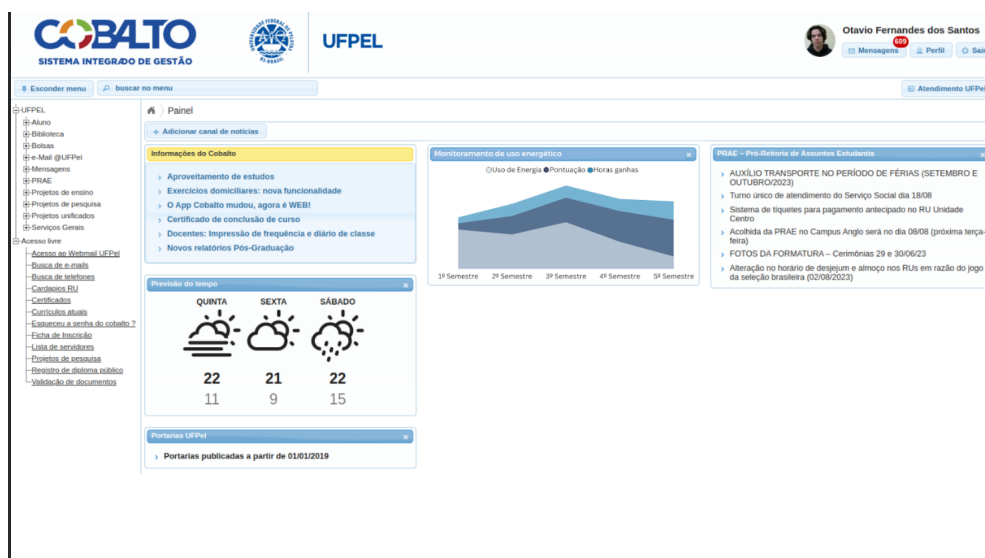 COBALTO
SISTEMA INTEGRADO DE GESTÃO
UFPEL
Otavio Fernandes dos Santos
609
Mensagens
Perfil
Sair
Esconder menu
buscar no menu
Atendimento UFPel
UFPEL
Aluno
Biblioteca
Bolsas
e-Mail @UFPel
Mensagens
PRAE
Projetos de ensino
Projetos de pesquisa
Projetos unificados
Serviços Gerais
Acesso livre
Acesso ao Webmail UFPel
Busca de e-mails
Busca de telefones
Cardapios RU
Certificados
Currículos atuais
Esqueceu a senha do cobalto ?
Ficha de Inscrição
Lista de servidores
Projetos de pesquisa
Registro de diploma público
Validação de documentos
Painel
+ Adicionar canal de notícias
Informações do Cobalto
Aproveitamento de estudos
Exercícios domiciliares: nova funcionalidade
O App Cobalto mudou, agora é WEB!
Certificado de conclusão de curso
Docentes: Impressão de frequência e diário de classe
Novos relatórios Pós-Graduação
Previsão do tempo
QUINTA SEXTA SÁBADO
22 21 22
11 9 15
Portarias UFPel
Portarias publicadas a partir de 01/01/2019
Monitoramento de uso energético
Uso de Energia Pontuação Horas ganhas
1º Semestre 2º Semestre 3º Semestre 4º Semestre 5º Semestre
PRAE – Pró-Reitoria de Assuntos Estudantis
AUXÍLIO TRANSPORTE NO PERÍODO DE FÉRIAS (SETEMBRO E
OUTUBRO/2023)
Turno único de atendimento do Serviço Social dia 18/08
Sistema de tíquetes para pagamento antecipado no RU Unidade
Centro
Acolhida da PRAE no Campus Anglo será no dia 08/08 (próxima terça-
feira)
FOTOS DA FORMATURA – Cerimônias 29 e 30/06/23
Alteração no horário de desjejum e almoço nos RUs em razão do jogo
da seleção brasileira (02/08/2023)